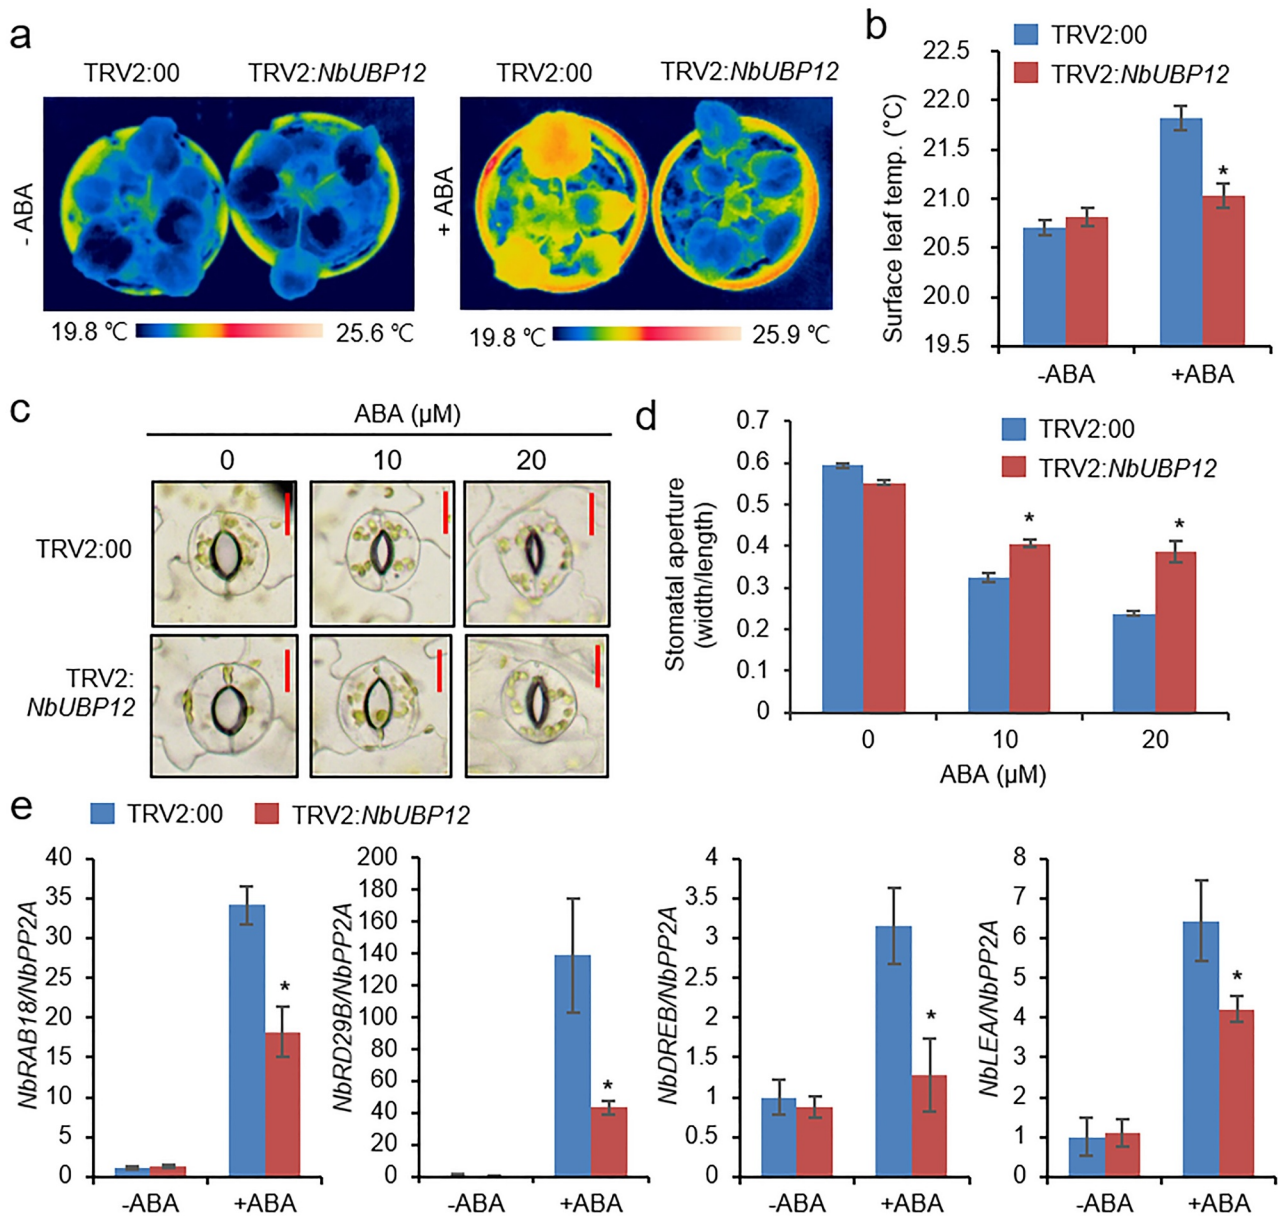 a
TRV2:00
TRV2:NbUBP12
TRV2:00
TRV2:NbUBP12
- ABA
+ ABA
19.8 ℃
25.6 ℃
19.8 ℃
25.9 ℃
b
TRV2:00
TRV2:NbUBP12
Surface leaf temp. (°C)
22.5
22.0
21.5
21.0
20.5
20.0
19.5
*
-ABA
+ABA
c
ABA (µM)
0
10
20
TRV2:00
TRV2:
NbUBP12
d
TRV2:00
TRV2:NbUBP12
Stomatal aperture
(width/length)
0.7
0.6
0.5
0.4
0.3
0.2
0.1
0
*
*
0
10
20
ABA (µM)
e
TRV2:00
TRV2:NbUBP12
NbRAB18/NbPP2A
40
35
30
25
20
15
10
5
0
*
-ABA
+ABA
NbRD29B/NbPP2A
200
180
160
140
120
100
80
60
40
20
0
*
-ABA
+ABA
NbDREB/NbPP2A
4
3.5
3
2.5
2
1.5
1
0.5
0
*
-ABA
+ABA
NbLEA/NbPP2A
8
7
6
5
4
3
2
1
0
*
-ABA
+ABA